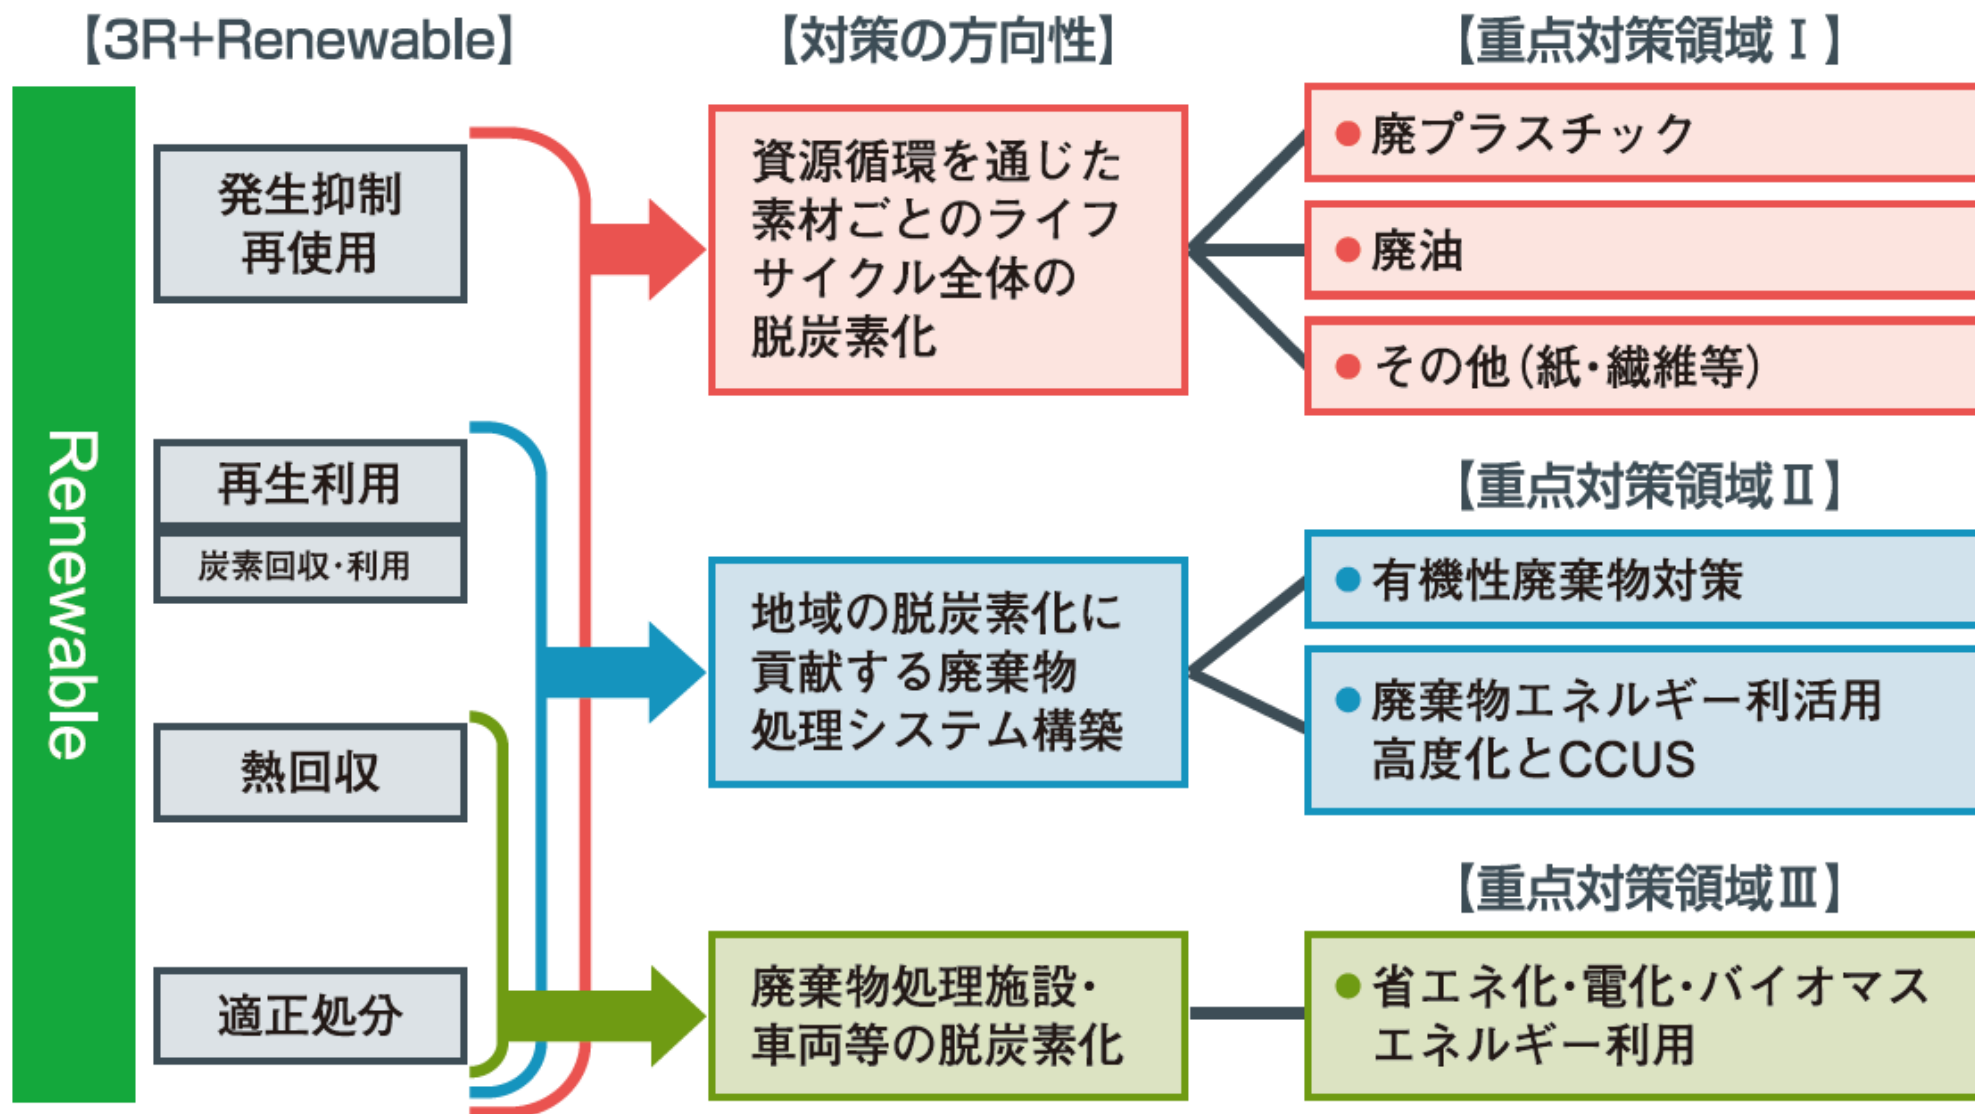 【3R+Renewable】
Renewable
発生抑制
再使用
再生利用
炭素回収・利用
熱回収
適正処分
【対策の方向性】
資源循環を通じた
素材ごとのライフ
サイクル全体の
脱炭素化
地域の脱炭素化に
貢献する廃棄物
処理システム構築
廃棄物処理施設・
車両等の脱炭素化
【重点対策領域Ⅰ】
●廃プラスチック
●廃油
●その他(紙・繊維等)
【重点対策領域Ⅱ】
●有機性廃棄物対策
●廃棄物エネルギー利活用
高度化とCCUS
【重点対策領域Ⅲ】
●省エネ化・電化・バイオマス
エネルギー利用